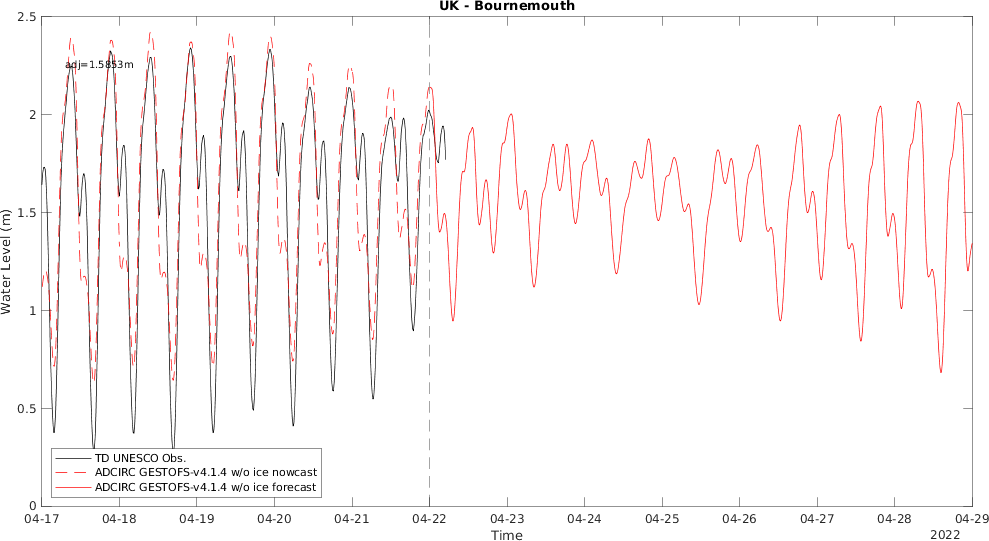 UK - Bournemouth
2.5
2
1.5
1
0.5
0
Water Level (m)
adj=1.5853m
TD UNESCO Obs.
ADCIRC GESTOFS-v4.1.4 w/o ice nowcast
ADCIRC GESTOFS-v4.1.4 w/o ice forecast
04-17 04-18 04-19 04-20 04-21 04-22 04-23 04-24 04-25 04-26 04-27 04-28 04-29
Time
2022